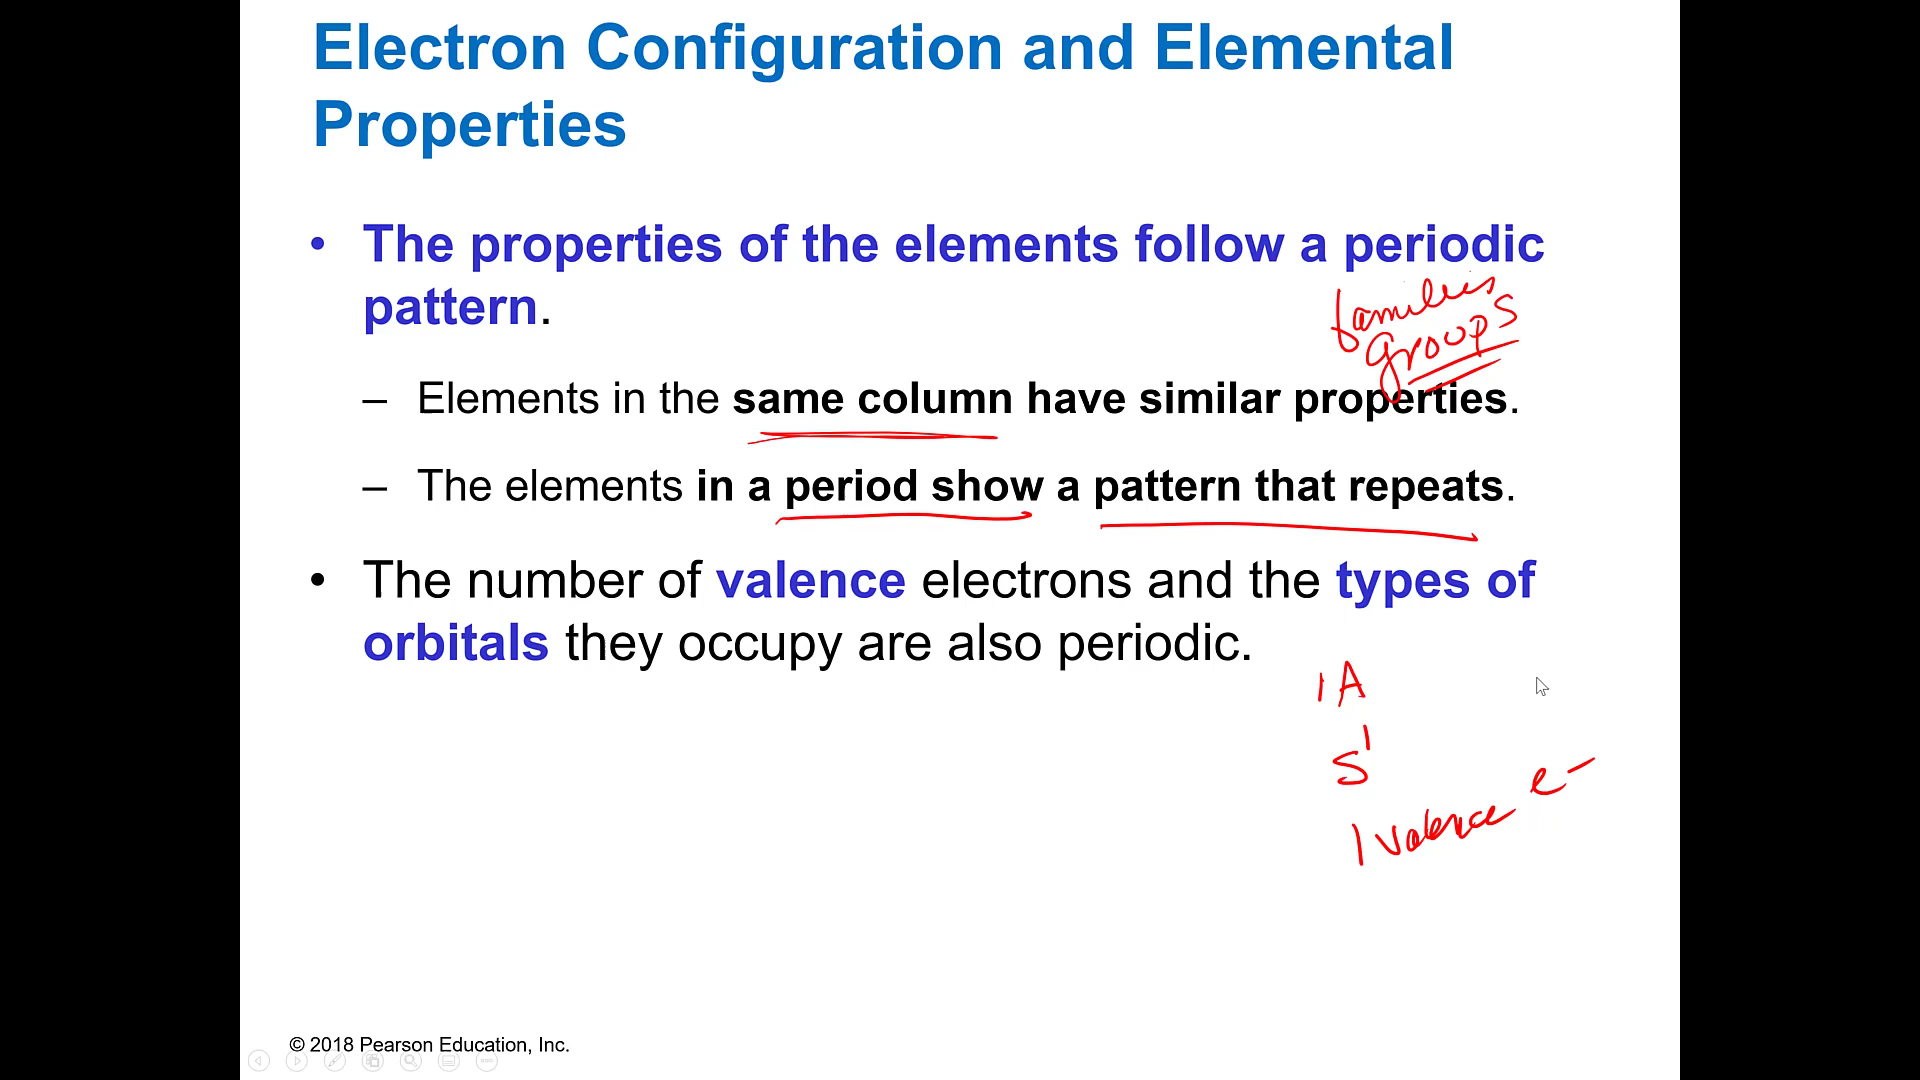 Electron Configuration and Elemental
Properties
• The properties of the elements follow a periodic
pattern.
families
groups
– Elements in the same column have similar properties.
– The elements in a period show a pattern that repeats.
• The number of valence electrons and the types of
orbitals they occupy are also periodic.
1A
s¹
1 valence e⁻
© 2018 Pearson Education, Inc.